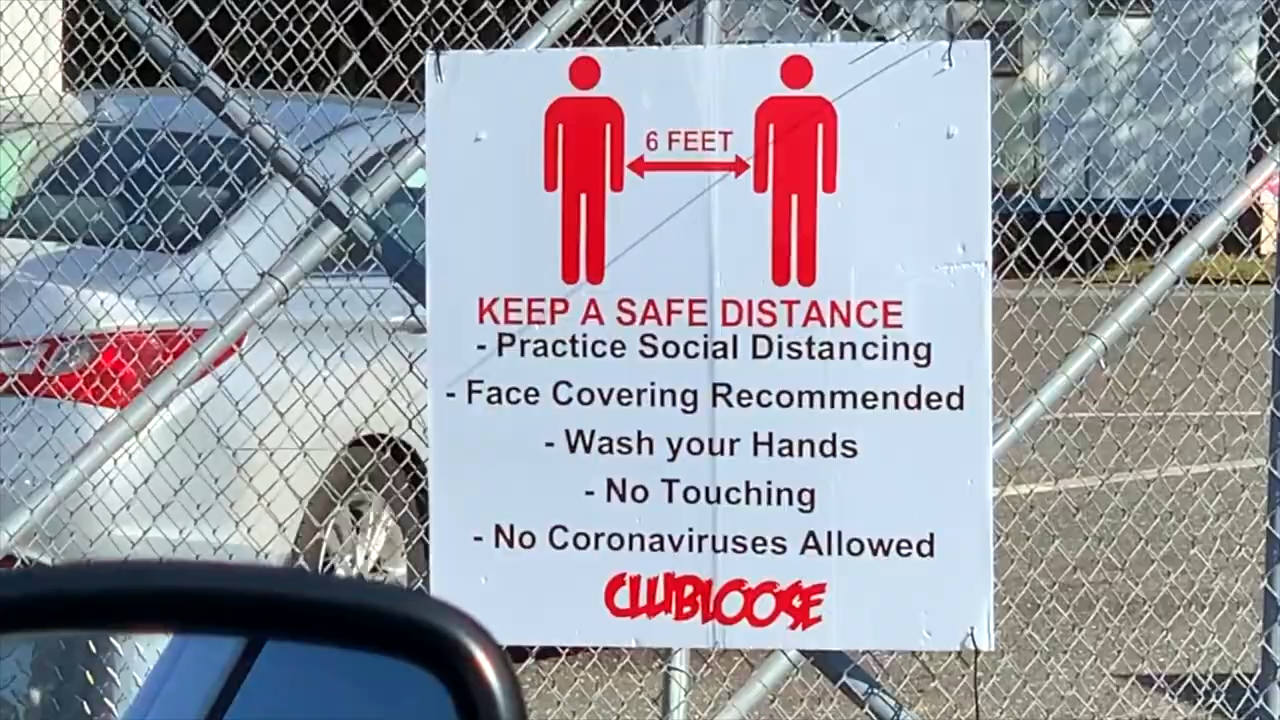 6 FEET
KEEP A SAFE DISTANCE
- Practice Social Distancing
- Face Covering Recommended
- Wash your Hands
- No Touching
- No Coronaviruses Allowed
CLUBLOOSE